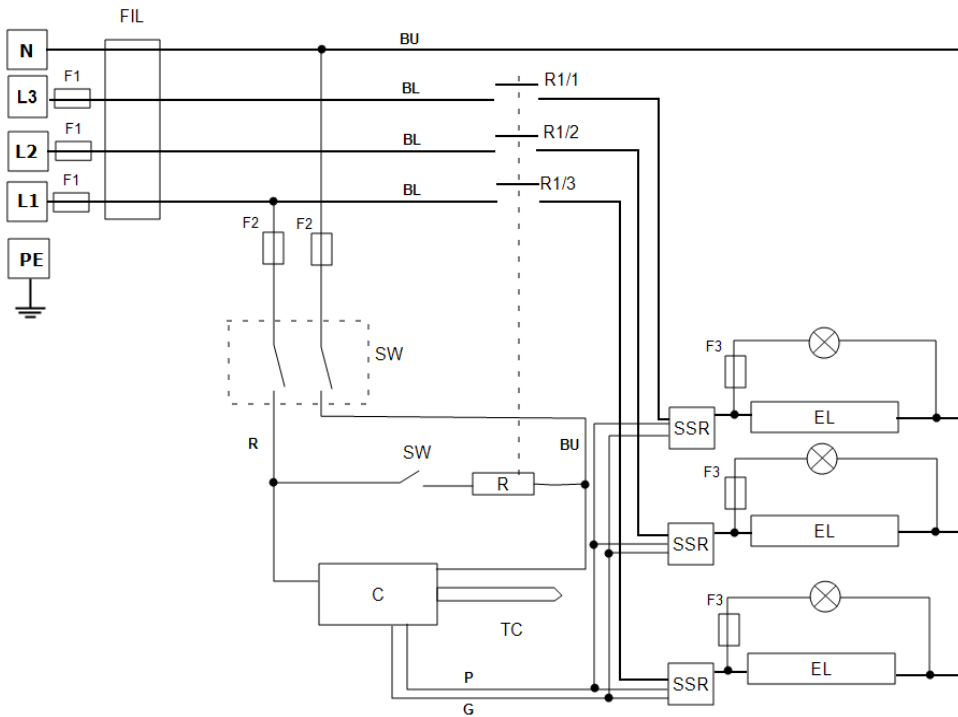 FIL
N
BU
F1
L3
BL
R1/1
F1
L2
BL
R1/2
F1
L1
BL
R1/3
F2
F2
PE
SW
F3
EL
SSR
R
SW
BU
R
F3
EL
SSR
C
TC
F3
EL
SSR
P
G